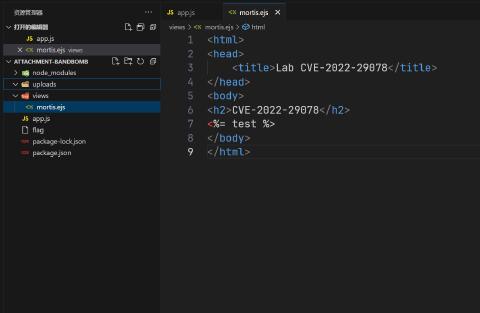 资源管理器 ···
打开的编辑器
JS app.js
× <% mortis.ejs views
ATTACHMENT-BANDBOMB
node_modules
uploads
views
<% mortis.ejs
JS app.js
flag
package-lock.json
package.json
JS app.js <% mortis.ejs ×
views > <% mortis.ejs > html
1 <html>
2 <head>
3 <title>Lab CVE-2022-29078</title>
4 </head>
5 <body>
6 <h2>CVE-2022-29078</h2>
7 <%= test %>
8 </body>
9 </html>